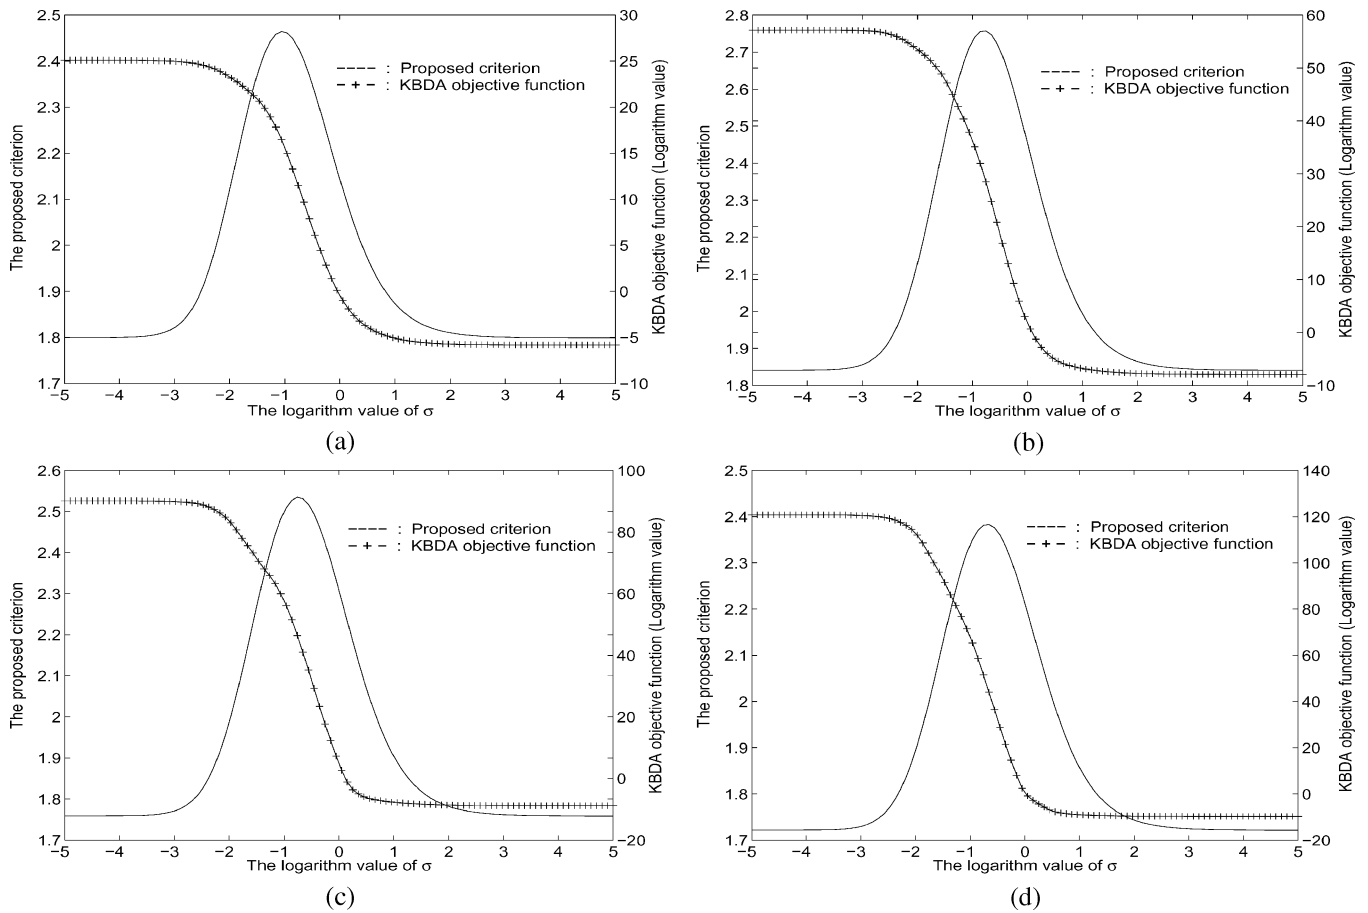 2.5
2.4
2.3
2.2
2.1
2
1.9
1.8
1.7
The proposed criterion
30
25
20
15
10
5
0
−5
−10
KBDA objective function (Logarithm value)
: Proposed criterion
: KBDA objective function
−5 −4 −3 −2 −1 0 1 2 3 4 5
The logarithm value of σ
(a)
2.8
2.7
2.6
2.5
2.4
2.3
2.2
2.1
2
1.9
1.8
The proposed criterion
60
50
40
30
20
10
0
−10
KBDA objective function (Logarithm value)
: Proposed criterion
: KBDA objective function
−5 −4 −3 −2 −1 0 1 2 3 4 5
The logarithm value of σ
(b)
2.6
2.5
2.4
2.3
2.2
2.1
2
1.9
1.8
1.7
The proposed criterion
100
80
60
40
20
0
−20
KBDA objective function (Logarithm value)
: Proposed criterion
: KBDA objective function
−5 −4 −3 −2 −1 0 1 2 3 4 5
The logarithm value of σ
(c)
2.5
2.4
2.3
2.2
2.1
2
1.9
1.8
1.7
The proposed criterion
140
120
100
80
60
40
20
0
−20
KBDA objective function (Logarithm value)
: Proposed criterion
: KBDA objective function
−5 −4 −3 −2 −1 0 1 2 3 4 5
The logarithm value of σ
(d)